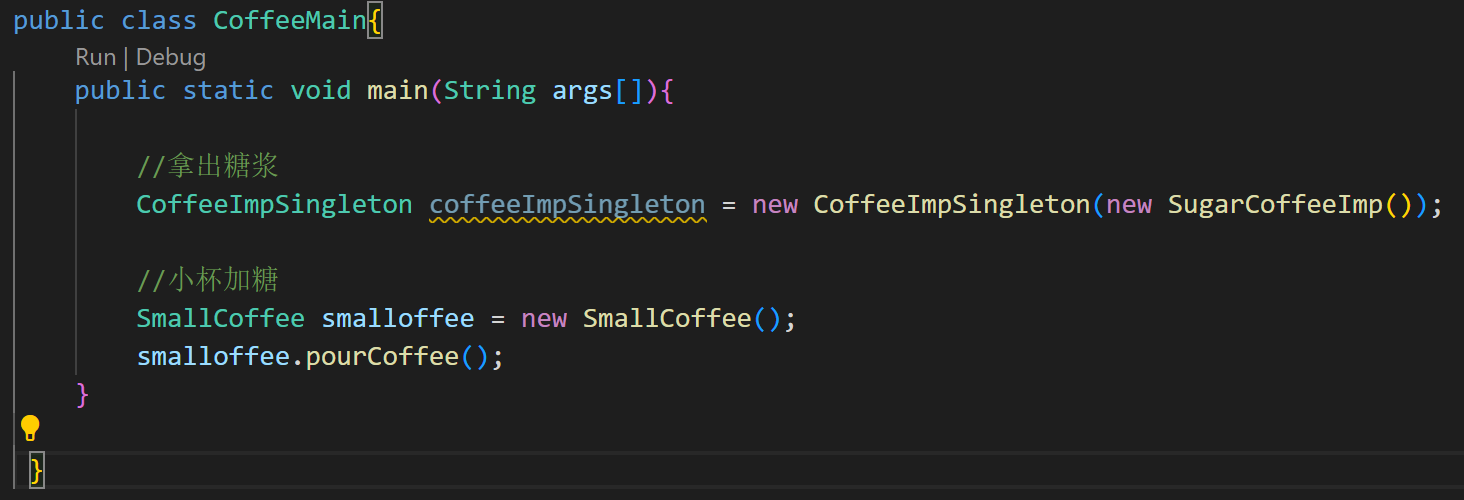 public class CoffeeMain{
Run | Debug
public static void main(String args[]){
//拿出糖浆
CoffeeImpSingleton coffeeImpSingleton = new CoffeeImpSingleton(new SugarCoffeeImp());
//小杯加糖
SmallCoffee smalloffee = new SmallCoffee();
smalloffee.pourCoffee();
}
}